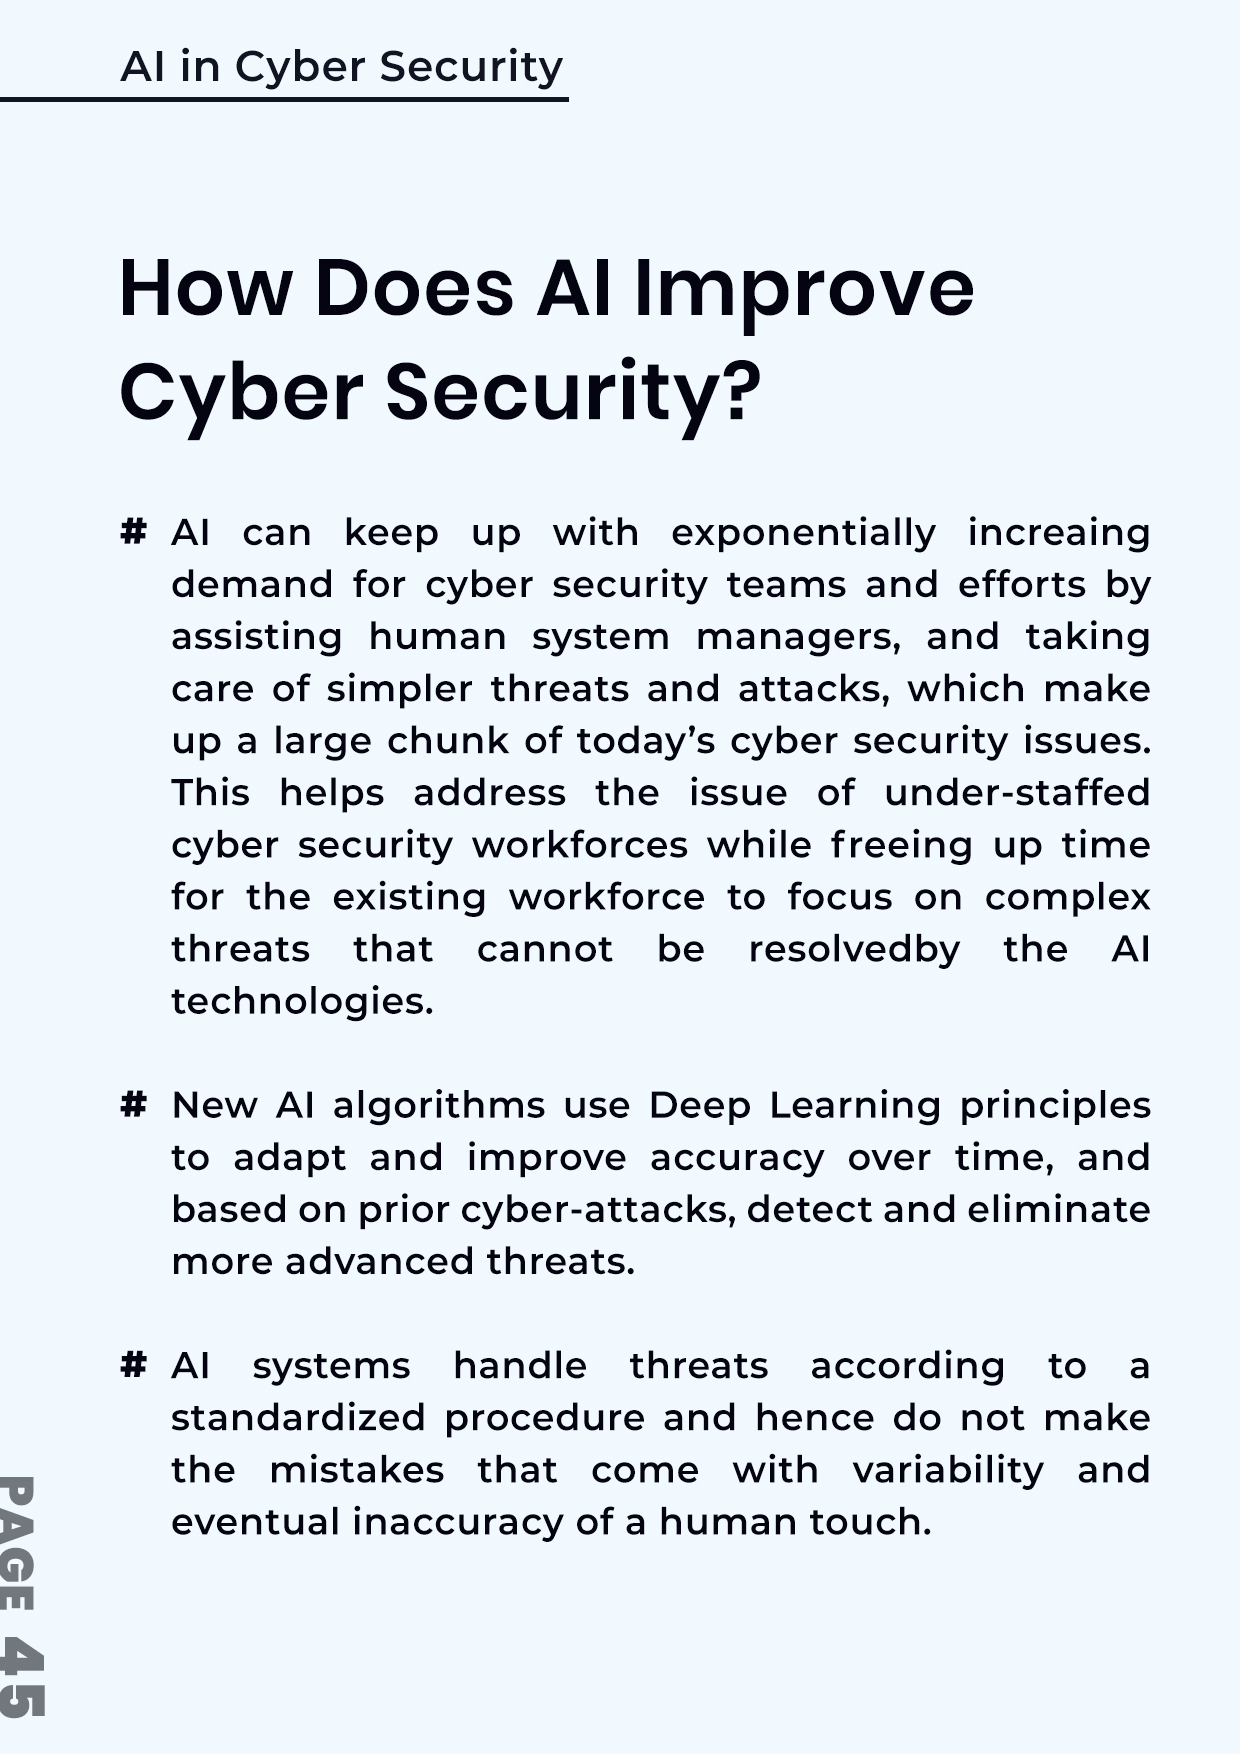 AI in Cyber Security
How Does AI Improve
Cyber Security?
# AI can keep up with exponentially increaing
demand for cyber security teams and efforts by
assisting human system managers, and taking
care of simpler threats and attacks, which make
up a large chunk of today’s cyber security issues.
This helps address the issue of under-staffed
cyber security workforces while freeing up time
for the existing workforce to focus on complex
threats that cannot be resolvedby the AI
technologies.
# New AI algorithms use Deep Learning principles
to adapt and improve accuracy over time, and
based on prior cyber-attacks, detect and eliminate
more advanced threats.
# AI systems handle threats according to a
standardized procedure and hence do not make
the mistakes that come with variability and
eventual inaccuracy of a human touch.
PAGE 45